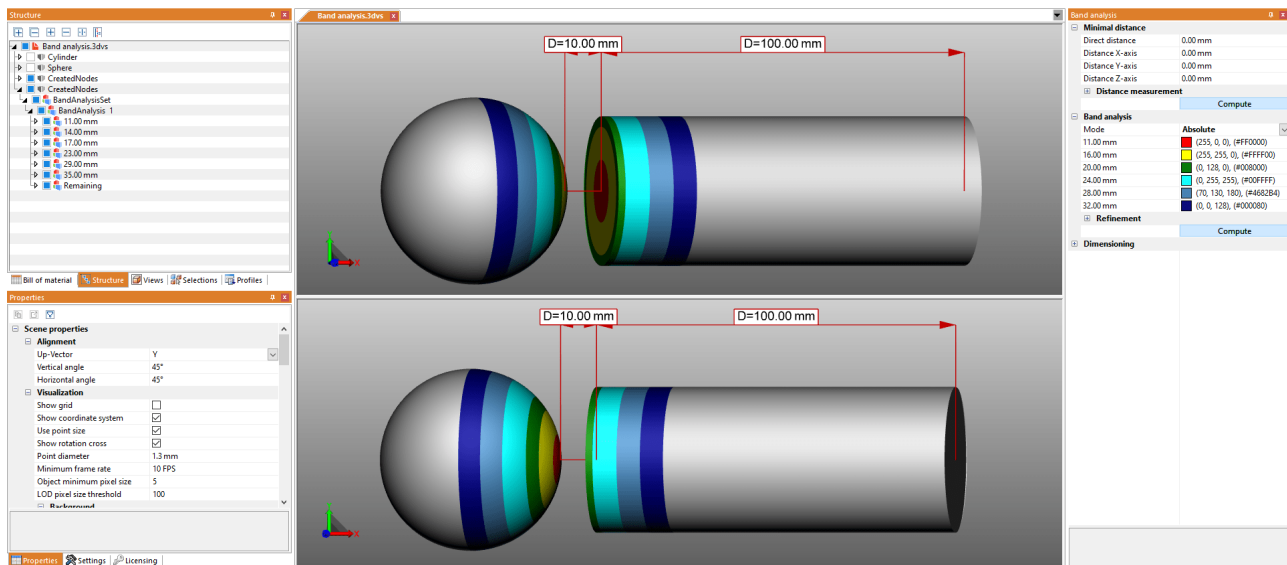 Structure
Band analysis.3dvs
Cylinder
Sphere
CreatedNodes
CreatedNodes
BandAnalysisSet
BandAnalysis 1
11.00 mm
14.00 mm
17.00 mm
23.00 mm
29.00 mm
35.00 mm
Remaining
Bill of material Structure Views Selections Profiles
Properties
Scene properties
Alignment
Up-Vector Y
Vertical angle 45°
Horizontal angle 45°
Visualization
Show grid
Show coordinate system
Use point size
Show rotation cross
Point diameter 1.3 mm
Minimum frame rate 10 FPS
Object minimum pixel size 5
LOD pixel size threshold 100
Background
Properties Settings Licensing
Band analysis.3dvs
D=10.00 mm D=100.00 mm
Y
X
D=10.00 mm D=100.00 mm
X
Band analysis
Minimal distance
Direct distance 0.00 mm
Distance X-axis 0.00 mm
Distance Y-axis 0.00 mm
Distance Z-axis 0.00 mm
Distance measurement
Compute
Band analysis
Mode Absolute
11.00 mm (255, 0, 0), (#FF0000)
16.00 mm (255, 255, 0), (#FFFF00)
20.00 mm (0, 128, 0), (#008000)
24.00 mm (0, 255, 255), (#00FFFF)
28.00 mm (70, 130, 180), (#4682B4)
32.00 mm (0, 0, 128), (#000080)
Refinement
Compute
Dimensioning